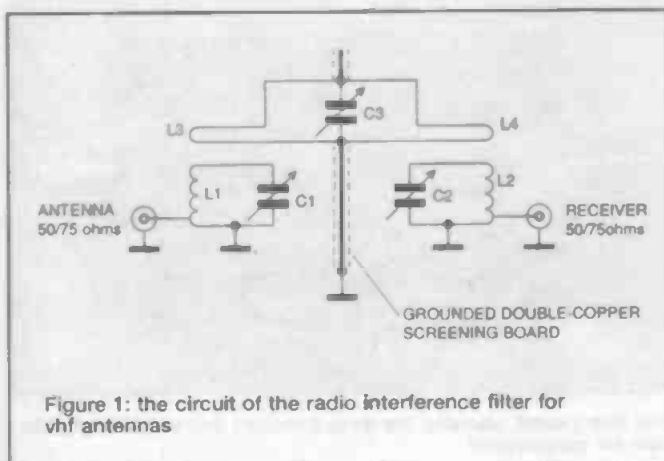 C3
L3
L4
L1
C1
C2
L2
ANTENNA
50/75 ohms
RECEIVER
50/75ohms
GROUNDED DOUBLE-COPPER
SCREENING BOARD
Figure 1: the circuit of the radio interference filter for
vhf antennas